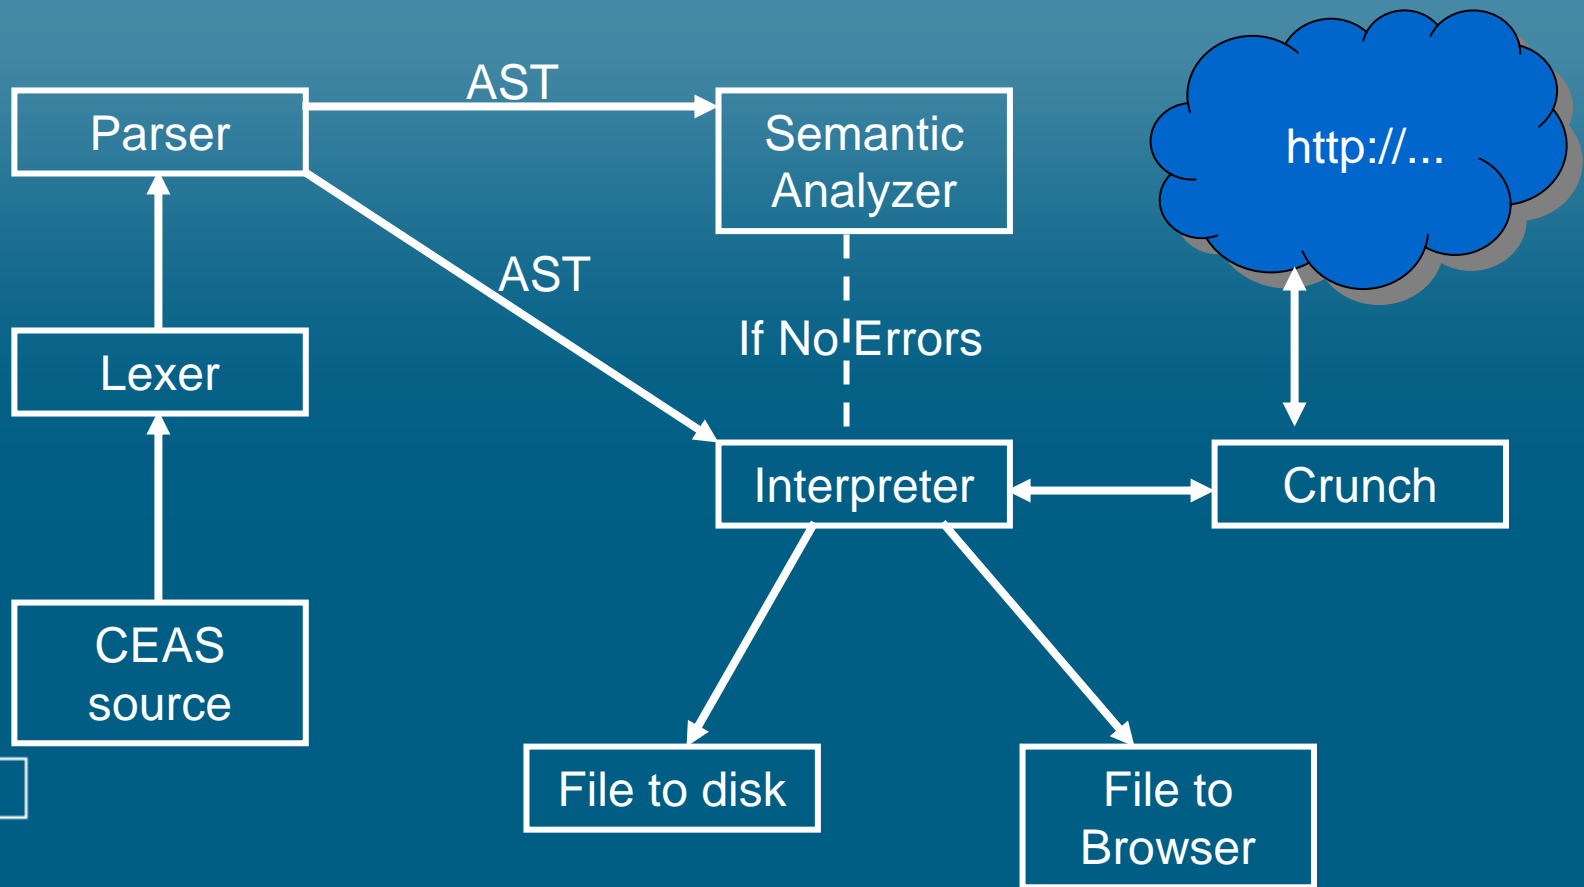 AST
Parser
Semantic
Analyzer
http://...
AST
If No Errors
Lexer
Interpreter
Crunch
CEAS
source
File to disk
File to
Browser